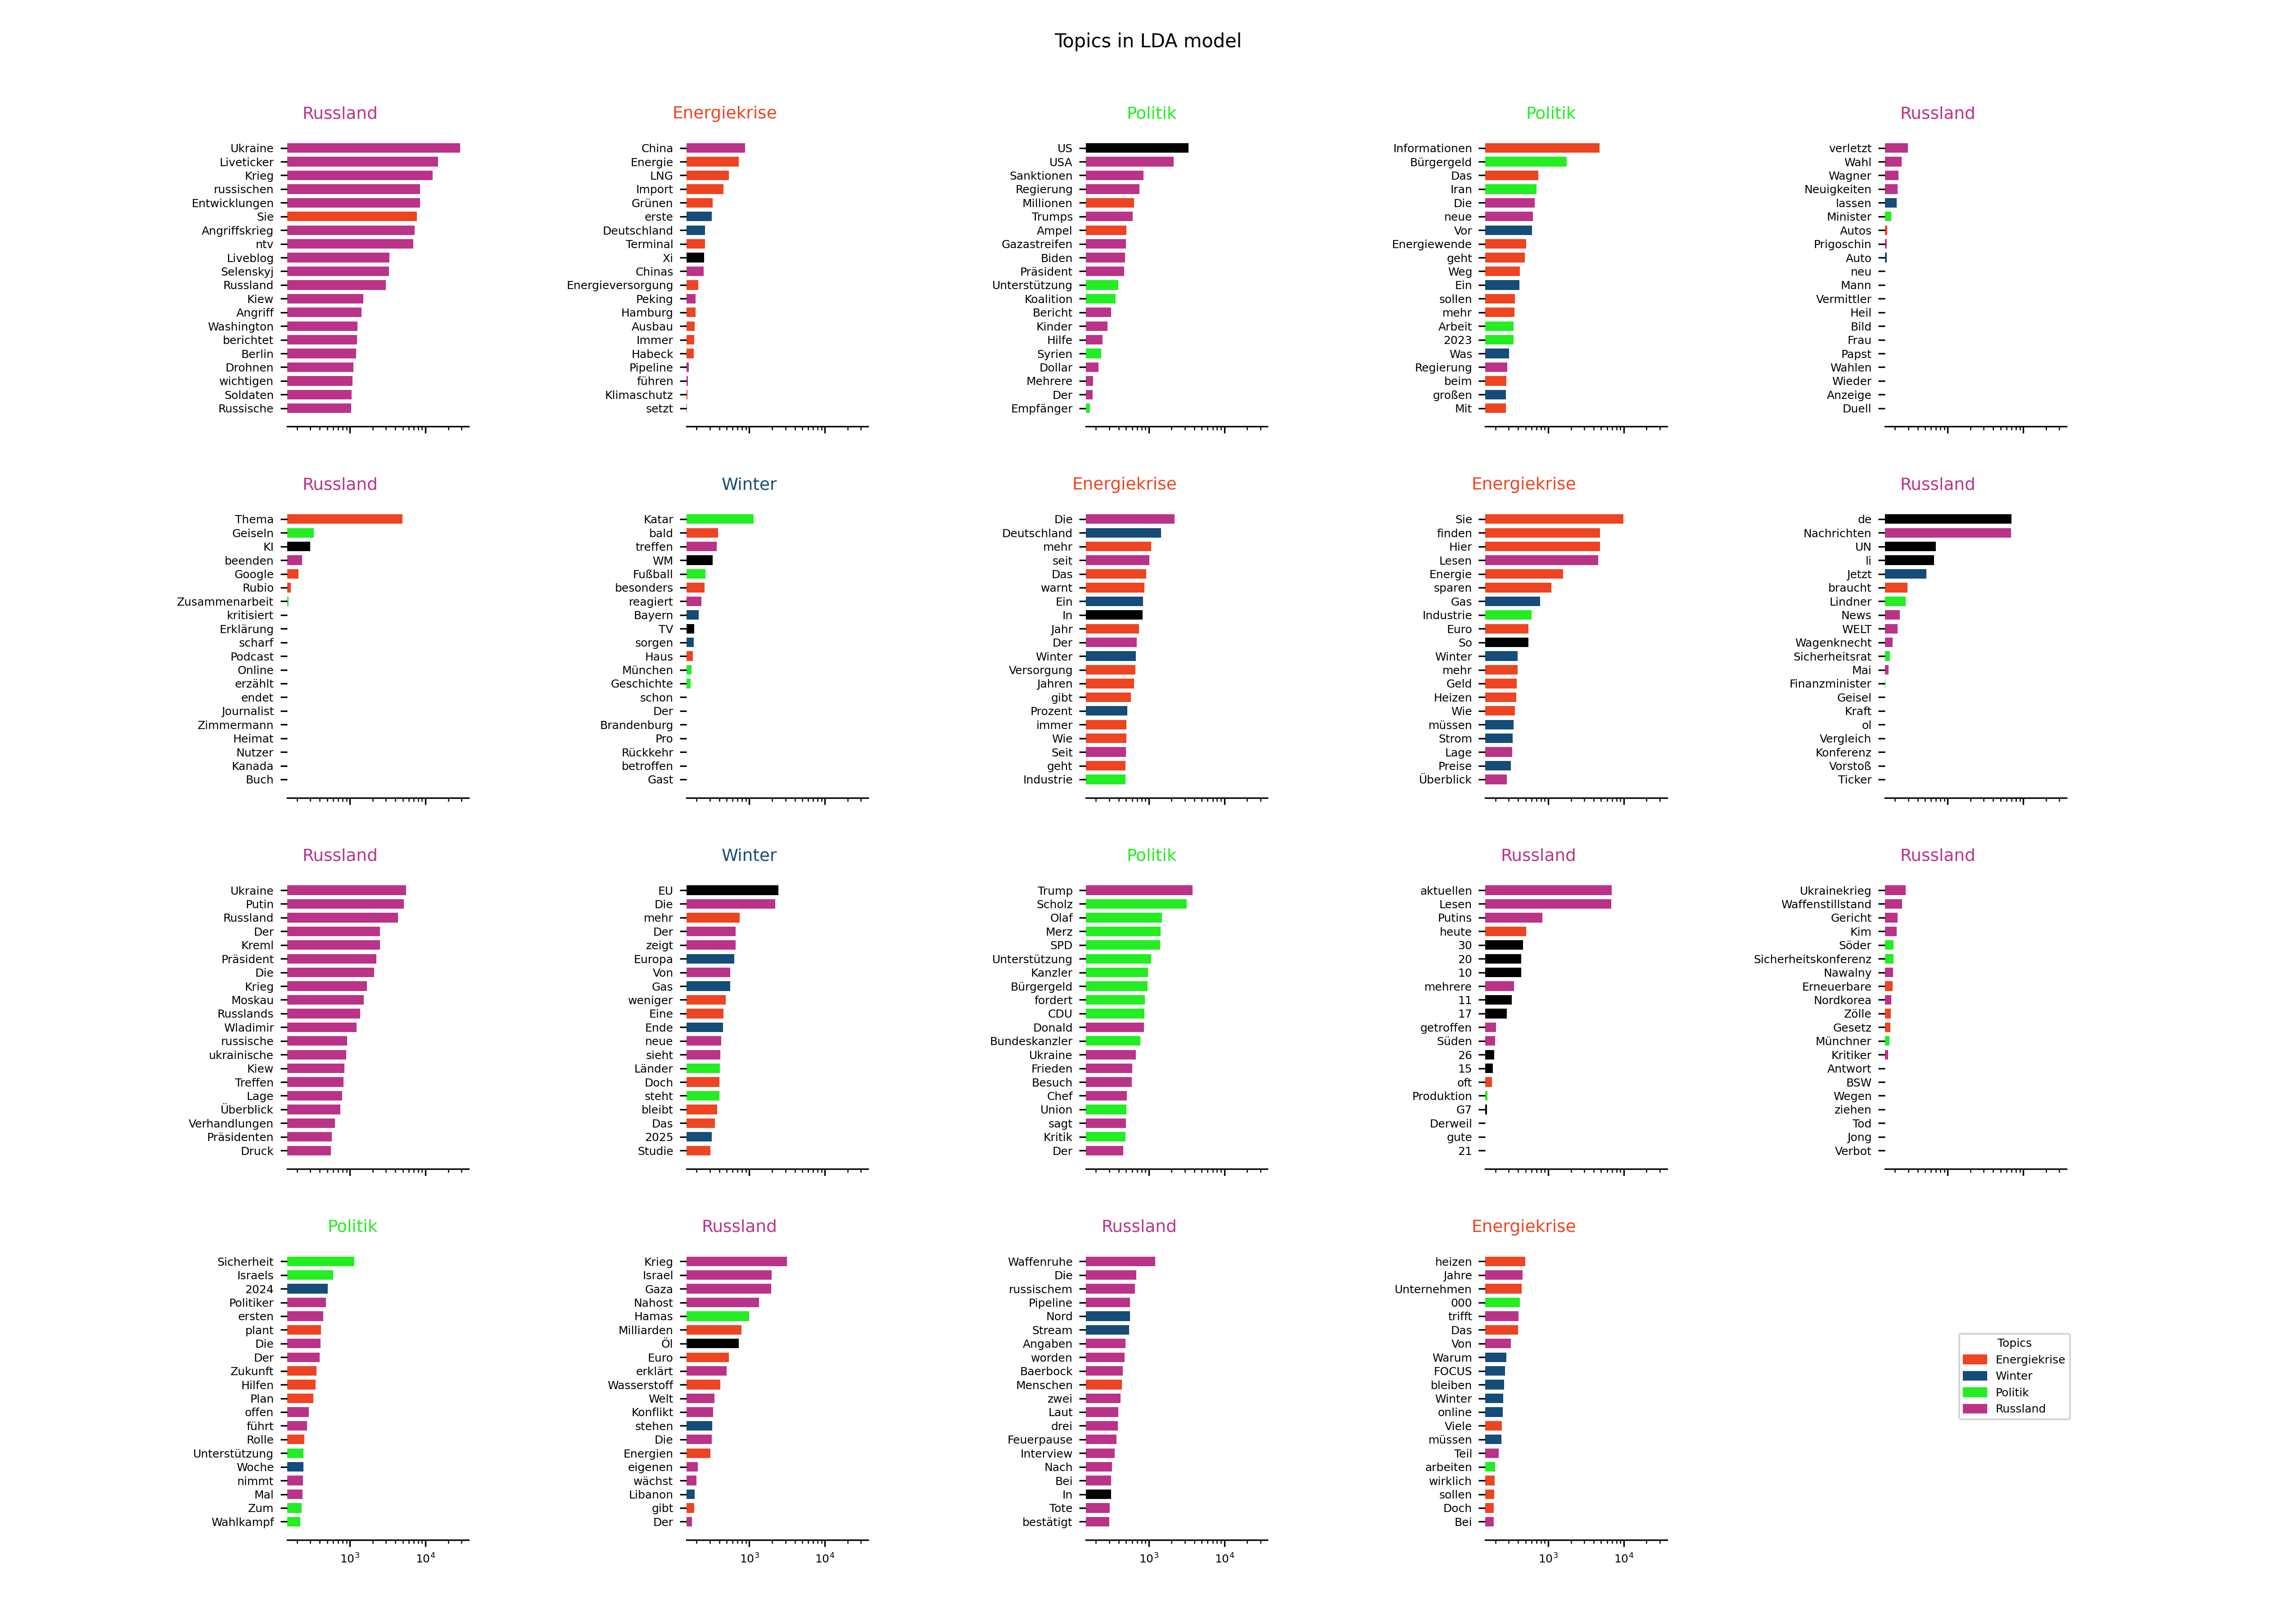 Topics in LDA model
Russland
Ukraine
Liveticker
Krieg
russischen
Entwicklungen
Sie
Angriffskrieg
ntv
Liveblog
Selenskyj
Russland
Kiew
Angriff
Washington
berichtet
Berlin
Drohnen
wichtigen
Soldaten
Russische
Energiekrise
China
Energie
LNG
Import
Grünen
erste
Deutschland
Terminal
Xi
Chinas
Energieversorgung
Peking
Hamburg
Ausbau
Immer
Habeck
Pipeline
führen
Klimaschutz
setzt
Politik
US
USA
Sanktionen
Regierung
Millionen
Trumps
Ampel
Gazastreifen
Biden
Präsident
Unterstützung
Koalition
Bericht
Kinder
Hilfe
Syrien
Dollar
Mehrere
Der
Empfänger
Politik
Informationen
Bürgergeld
Das
Iran
Die
neue
Vor
Energiewende
geht
Weg
Ein
sollen
mehr
Arbeit
2023
Was
Regierung
beim
großen
Mit
Russland
verletzt
Wahl
Wagner
Neuigkeiten
lassen
Minister
Autos
Prigoschin
Auto
neu
Mann
Vermittler
Heil
Bild
Frau
Papst
Wahlen
Wieder
Anzeige
Duell
Russland
Thema
Geiseln
KI
beenden
Google
Rubio
Zusammenarbeit
kritisiert
Erklärung
scharf
Podcast
Online
erzählt
endet
Journalist
Zimmermann
Heimat
Nutzer
Kanada
Buch
Winter
Katar
bald
treffen
WM
Fußball
besonders
reagiert
Bayern
TV
sorgen
Haus
München
Geschichte
schon
Der
Brandenburg
Pro
Rückkehr
betroffen
Gast
Energiekrise
Die
Deutschland
mehr
seit
Das
warnt
Ein
In
Jahr
Der
Winter
Versorgung
Jahren
gibt
Prozent
immer
Wie
Seit
geht
Industrie
Energiekrise
Sie
finden
Hier
Lesen
Energie
sparen
Gas
Industrie
Euro
So
Winter
mehr
Geld
Heizen
Wie
müssen
Strom
Lage
Preise
Überblick
Russland
de
Nachrichten
UN
li
Jetzt
braucht
Lindner
News
WELT
Wagenknecht
Sicherheitsrat
Mai
Finanzminister
Geisel
Kraft
ol
Vergleich
Konferenz
Vorstoß
Ticker
Russland
Ukraine
Putin
Russland
Der
Kreml
Präsident
Die
Krieg
Moskau
Russlands
Wladimir
russische
ukrainische
Kiew
Treffen
Lage
Überblick
Verhandlungen
Präsidenten
Druck
Winter
EU
Die
mehr
Der
zeigt
Europa
Von
Gas
weniger
Eine
Ende
neue
sieht
Länder
Doch
steht
bleibt
Das
2025
Studie
Politik
Trump
Scholz
Olaf
Merz
SPD
Unterstützung
Kanzler
Bürgergeld
fordert
CDU
Donald
Bundeskanzler
Ukraine
Frieden
Besuch
Chef
Union
sagt
Kritik
Der
Russland
aktuellen
Lesen
Putins
heute
30
20
10
mehrere
11
17
getroffen
Süden
26
15
oft
Produktion
G7
Derweil
gute
21
Russland
Ukrainekrieg
Waffenstillstand
Gericht
Kim
Söder
Sicherheitskonferenz
Nawalny
Erneuerbare
Nordkorea
Zölle
Gesetz
Münchner
Kritiker
Antwort
BSW
Wegen
ziehen
Tod
Jong
Verbot
Politik
Sicherheit
Israels
2024
Politiker
ersten
plant
Die
Der
Zukunft
Hilfen
Plan
offen
führt
Rolle
Unterstützung
Woche
nimmt
Mal
Zum
Wahlkampf
10³ 10⁴
Russland
Krieg
Israel
Gaza
Nahost
Hamas
Milliarden
Öl
Euro
erklärt
Wasserstoff
Welt
Konflikt
stehen
Die
Energien
eigenen
wächst
Libanon
gibt
Der
10³ 10⁴
Russland
Waffenruhe
Die
russischem
Pipeline
Nord
Stream
Angaben
worden
Baerbock
Menschen
zwei
Laut
drei
Feuerpause
Interview
Nach
Bei
In
Tote
bestätigt
10³ 10⁴
Energiekrise
heizen
Jahre
Unternehmen
000
trifft
Das
Von
Warum
FOCUS
bleiben
Winter
online
Viele
müssen
Teil
arbeiten
wirklich
sollen
Doch
Bei
10³ 10⁴
Topics
Energiekrise
Winter
Politik
Russland